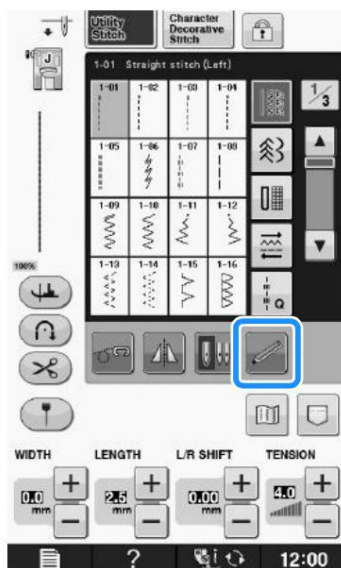 Utility Stitch
Character Decorative Stitch
J
1-01 Straight stitch (Left)
1/3
1-01 1-02 1-03 1-04
1-05 1-06 1-07 1-08
1-09 1-10 1-11 1-12
1-13 1-14 1-15 1-16
Q
100%
WIDTH LENGTH L/R SHIFT TENSION
0.0 mm + −
2.5 mm + −
0.00 mm + −
4.0 + −
? 12:00